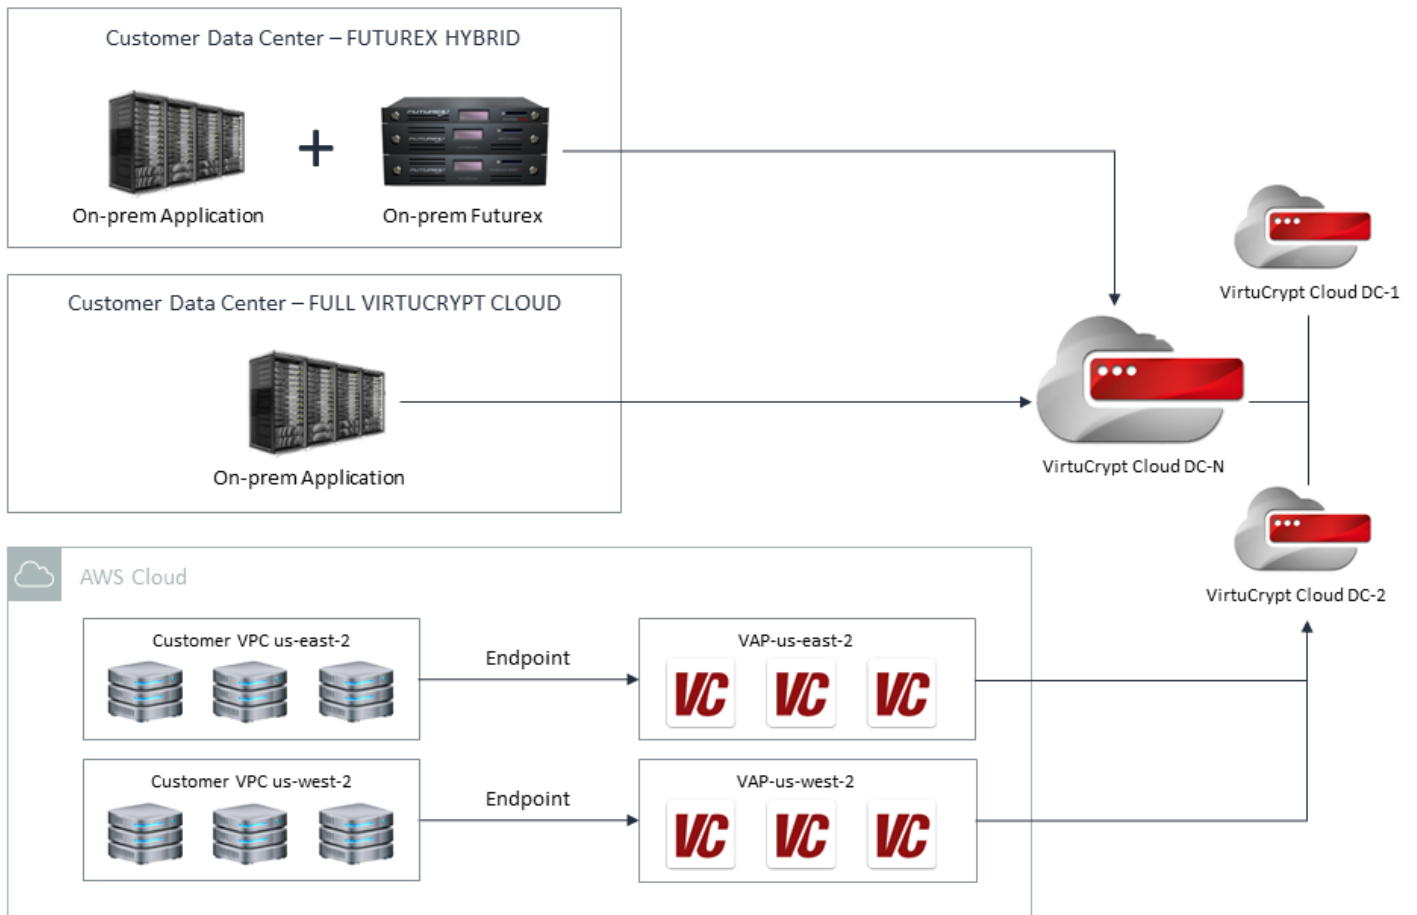 Customer Data Center – FUTUREX HYBRID
FUTUREX
FUTUREX
FUTUREX
On-prem Application
On-prem Futurex
VirtuCrypt Cloud DC-1
Customer Data Center – FULL VIRTUCRYPT CLOUD
On-prem Application
VirtuCrypt Cloud DC-N
VirtuCrypt Cloud DC-2
AWS Cloud
Customer VPC us-east-2
Endpoint
VAP-us-east-2
VC VC VC
Customer VPC us-west-2
Endpoint
VAP-us-west-2
VC VC VC